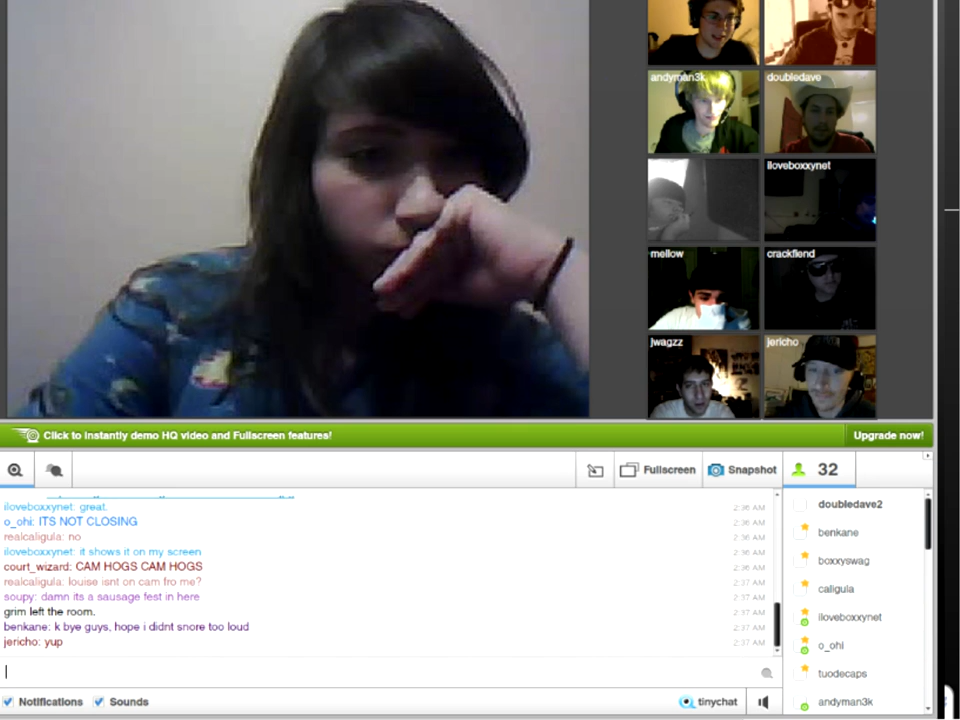 andyman3k
doubledave
iloveboxxynet
mellow
crackfiend
jwagzz
jericho
Click to instantly demo HQ video and Fullscreen features!
Upgrade now!
Fullscreen
Snapshot
32
iloveboxxynet: great.
2:36 AM
o_ohi: ITS NOT CLOSING
2:36 AM
realcaligula: no
2:36 AM
iloveboxxynet: it shows it on my screen
2:36 AM
court_wizard: CAM HOGS CAM HOGS
2:36 AM
realcaligula: louise isnt on cam fro me?
2:37 AM
soupy: damn its a sausage fest in here
2:37 AM
grim left the room.
2:37 AM
benkane: k bye guys, hope i didnt snore too loud
2:37 AM
jericho: yup
2:37 AM
doubledave2
benkane
boxxyswag
caligula
iloveboxxynet
o_ohi
tuodecaps
andyman3k
Notifications
Sounds
tinychat